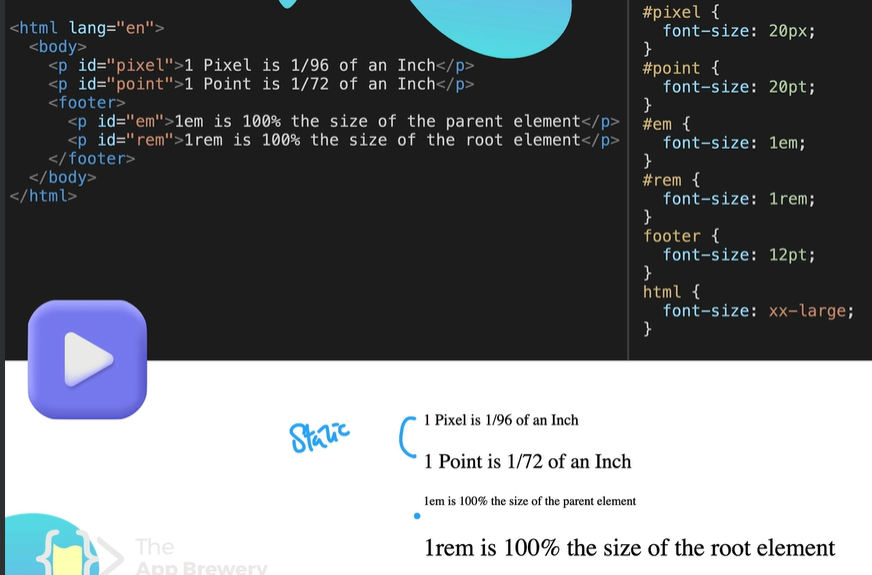 <html lang="en">
<body>
<p id="pixel">1 Pixel is 1/96 of an Inch</p>
<p id="point">1 Point is 1/72 of an Inch</p>
<footer>
<p id="em">1em is 100% the size of the parent element</p>
<p id="rem">1rem is 100% the size of the root element</p>
</footer>
</body>
</html>
#pixel {
font-size: 20px;
}
#point {
font-size: 20pt;
}
#em {
font-size: 1em;
}
#rem {
font-size: 1rem;
}
footer {
font-size: 12pt;
}
html {
font-size: xx-large;
}
Static
1 Pixel is 1/96 of an Inch
1 Point is 1/72 of an Inch
1em is 100% the size of the parent element
1rem is 100% the size of the root element
The
App Brewery